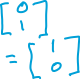 [0
1]
= [1
0]